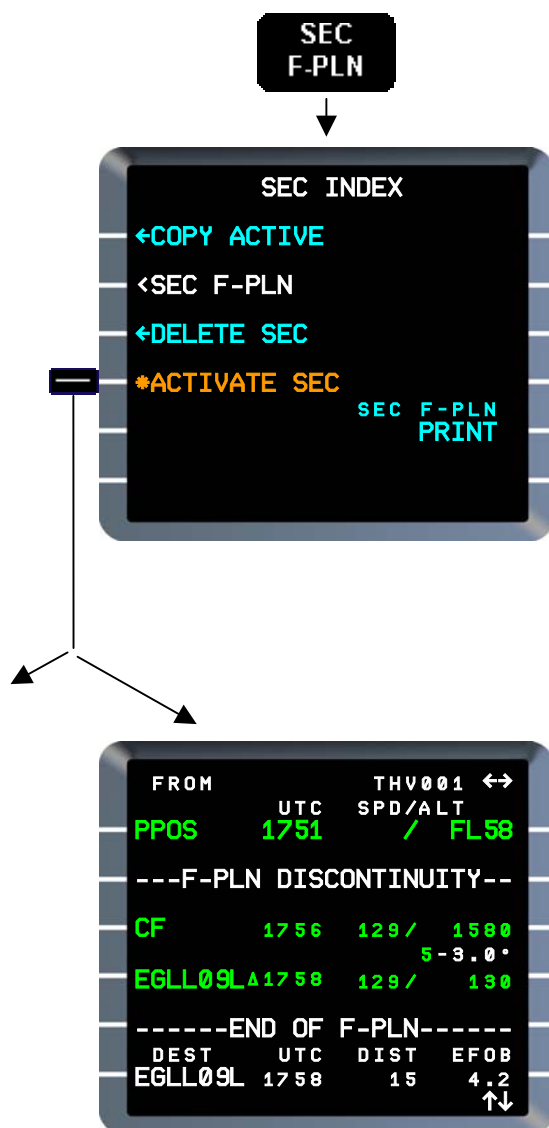 SEC
F-PLN
SEC INDEX
←COPY ACTIVE
<SEC F-PLN
←DELETE SEC
*ACTIVATE SEC
SEC F-PLN
PRINT
FROM THV001 ←→
UTC SPD/ALT
PPOS 1751 / FL58
---F-PLN DISCONTINUITY--
CF 1756 129/ 1580
5-3.0°
EGLL09LΔ1758 129/ 130
------END OF F-PLN------
DEST UTC DIST EFOB
EGLL09L 1758 15 4.2
↑↓